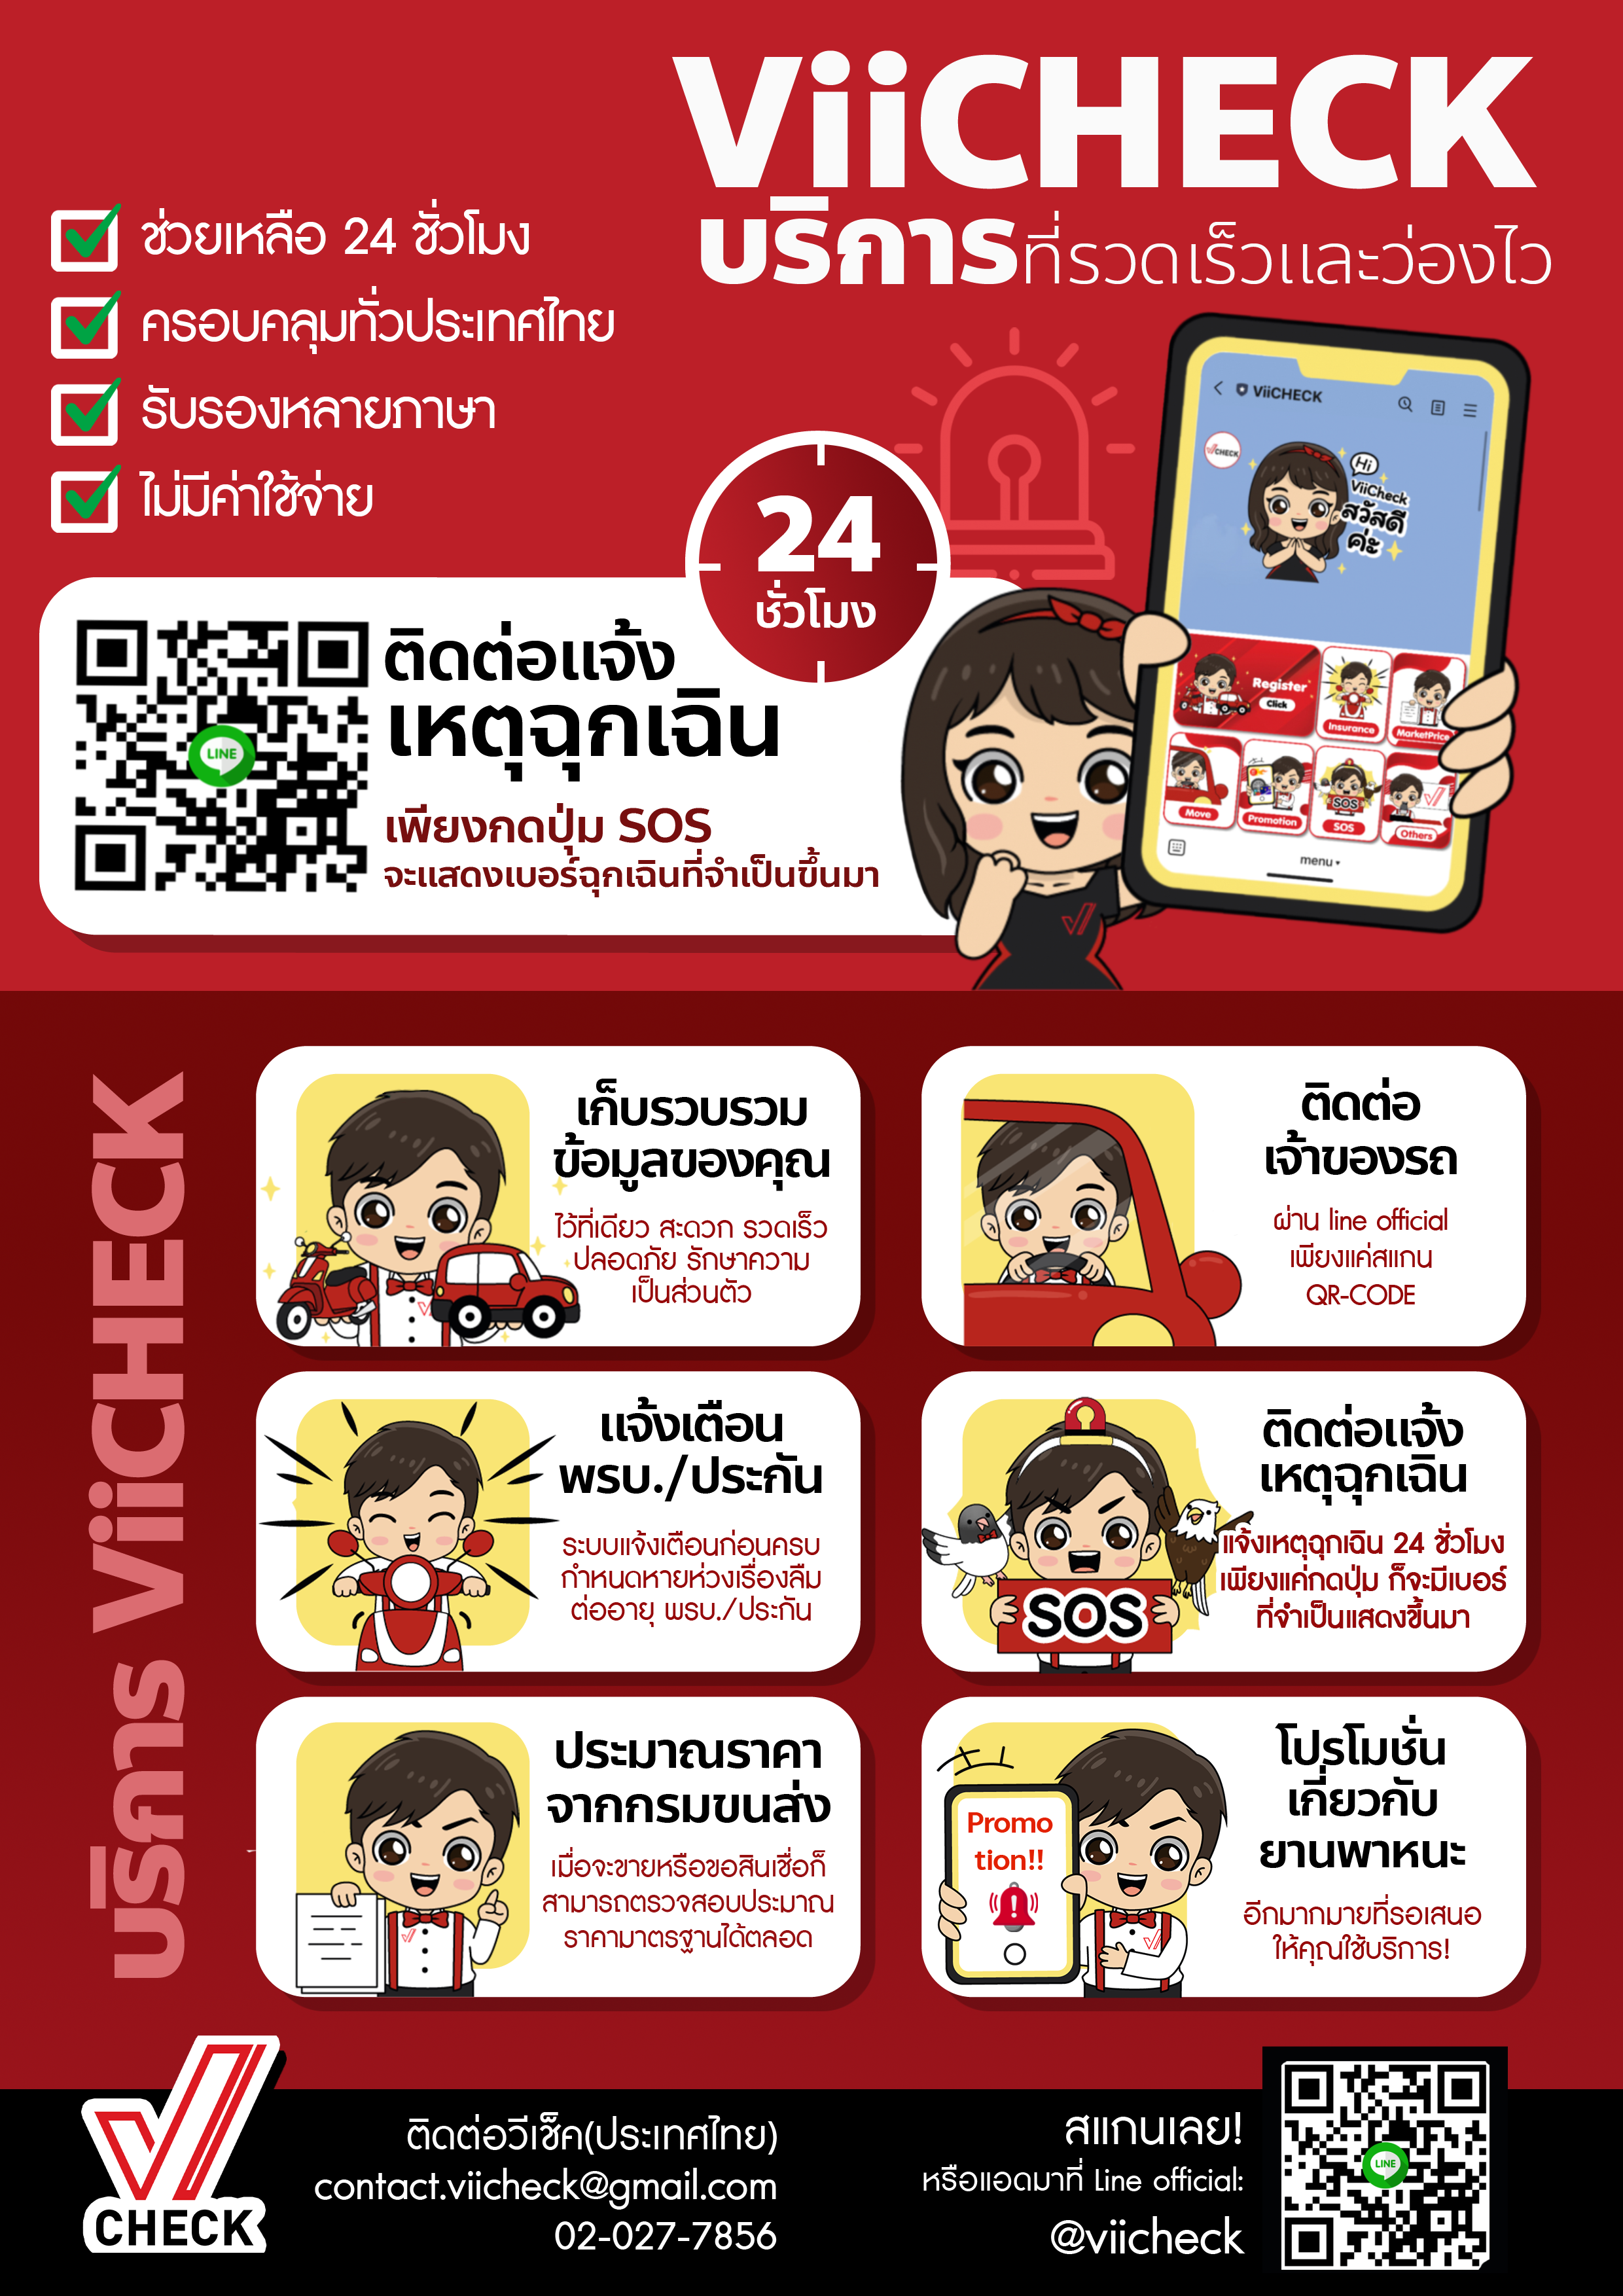 ViiCHECK
บริการที่รวดเร็วและว่องไว
ช่วยเหลือ 24 ชั่วโมง
ครอบคลุมทั่วประเทศไทย
รับรองหลายภาษา
ไม่มีค่าใช้จ่าย
24
ชั่วโมง
ติดต่อแจ้ง
เหตุฉุกเฉิน
เพียงกดปุ่ม SOS
จะแสดงเบอร์ฉุกเฉินที่จำเป็นขึ้นมา
LINE
ViiCHECK
CHECK
Hi
ViiCheck
สวัสดี
ค่ะ
Register
Click
Insurance
MarketPrice
Move
Promotion
SOS
SOS
Others
menu
บริการ ViiCHECK
เก็บรวบรวม
ข้อมูลของคุณ
ไว้ที่เดียว สะดวก รวดเร็ว
ปลอดภัย รักษาความ
เป็นส่วนตัว
ติดต่อ
เจ้าของรถ
ผ่าน line official
เพียงแค่สแกน
QR-CODE
แจ้งเตือน
พรบ./ประกัน
ระบบแจ้งเตือนก่อนครบ
กำหนดหายห่วงเรื่องลืม
ต่ออายุ พรบ./ประกัน
ติดต่อแจ้ง
เหตุฉุกเฉิน
แจ้งเหตุฉุกเฉิน 24 ชั่วโมง
เพียงแค่กดปุ่ม ก็จะมีเบอร์
ที่จำเป็นแสดงขึ้นมา
SOS
ประมาณราคา
จากกรมขนส่ง
เมื่อจะขายหรือขอสินเชื่อก็
สามารถตรวจสอบประมาณ
ราคามาตรฐานได้ตลอด
Promo
tion!!
โปรโมชั่น
เกี่ยวกับ
ยานพาหนะ
อีกมากมายที่รอเสนอ
ให้คุณใช้บริการ!
CHECK
ติดต่อวีเช็ค(ประเทศไทย)
contact.viicheck@gmail.com
02-027-7856
สแกนเลย!
หรือแอดมาที่ Line official:
@viicheck
LINE